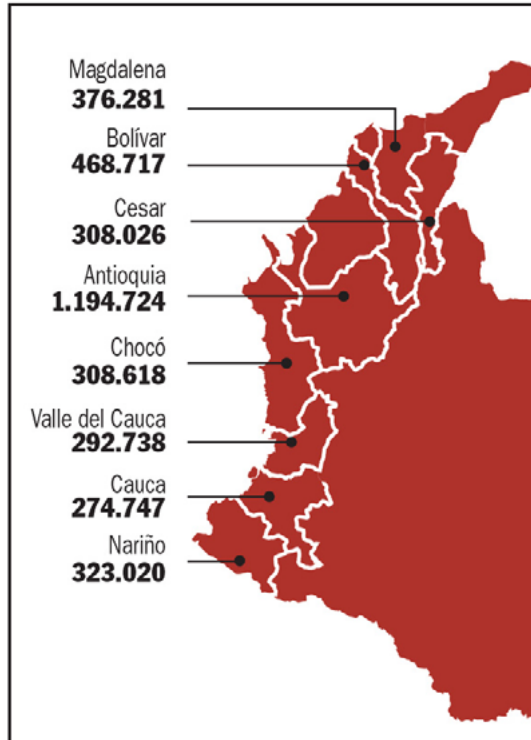 Magdalena
376.281
Bolívar
468.717
Cesar
308.026
Antioquia
1.194.724
Chocó
308.618
Valle del Cauca
292.738
Cauca
274.747
Nariño
323.020